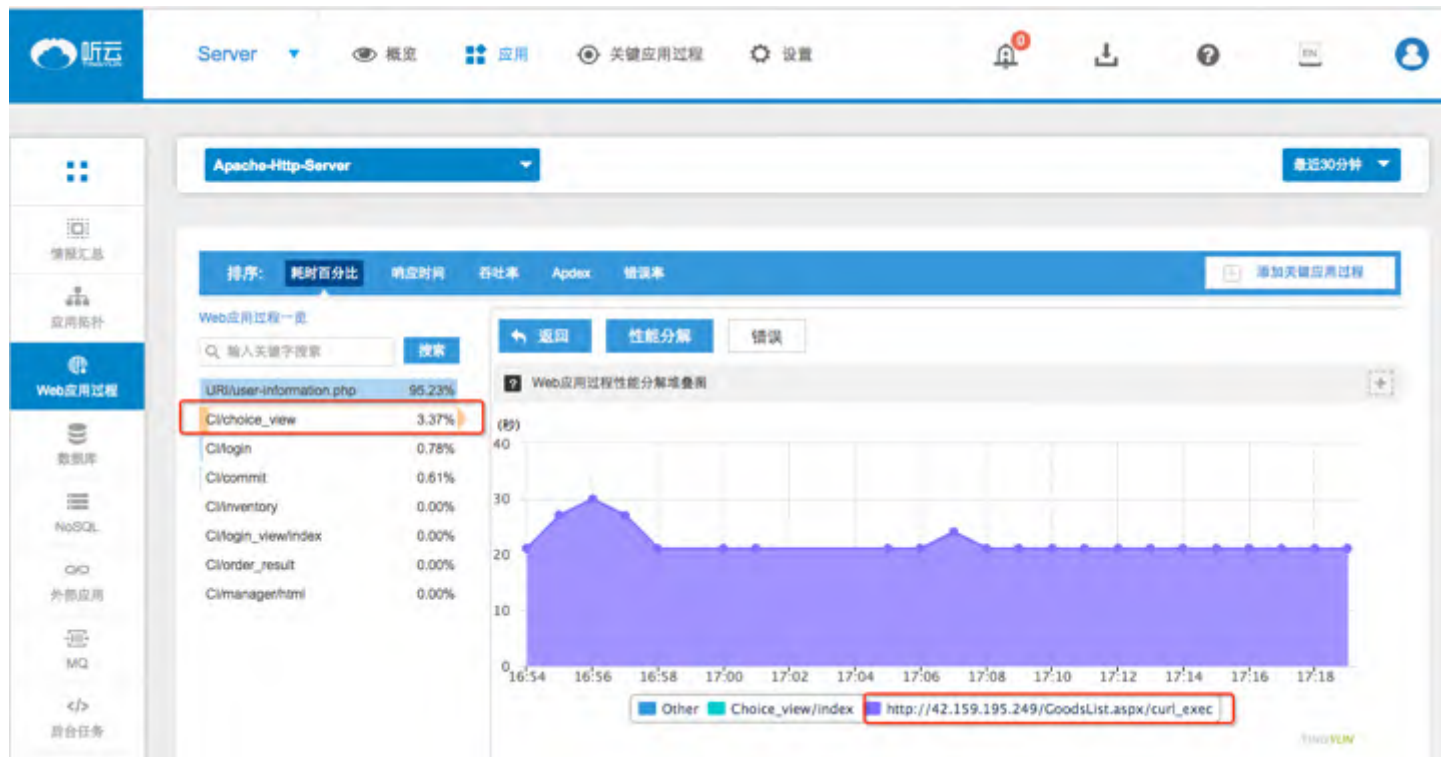 听云
TINGYUN
Server 概览 应用 关键应用过程 设置 0 EN
Apache-Http-Server 最近30分钟
情报汇总
应用拓扑
Web应用过程
数据库
NoSQL
外部应用
MQ
</>
后台任务
排序: 耗时百分比 响应时间 吞吐率 Apdex 错误率 添加关键应用过程
Web应用过程一览
输入关键字搜索 搜索
URI/user-information.php 95.23%
CI/choice_view 3.37%
CI/login 0.78%
CI/commit 0.61%
CI/inventory 0.00%
CI/login_view/index 0.00%
CI/order_result 0.00%
CI/manager/html 0.00%
返回 性能分解 错误
? Web应用过程性能分解堆叠图
(秒)
40
30
20
10
0
16:54 16:56 16:58 17:00 17:02 17:04 17:06 17:08 17:10 17:12 17:14 17:16 17:18
Other Choice_view/index http://42.159.195.249/GoodsList.aspx/curl_exec
TINGYUN